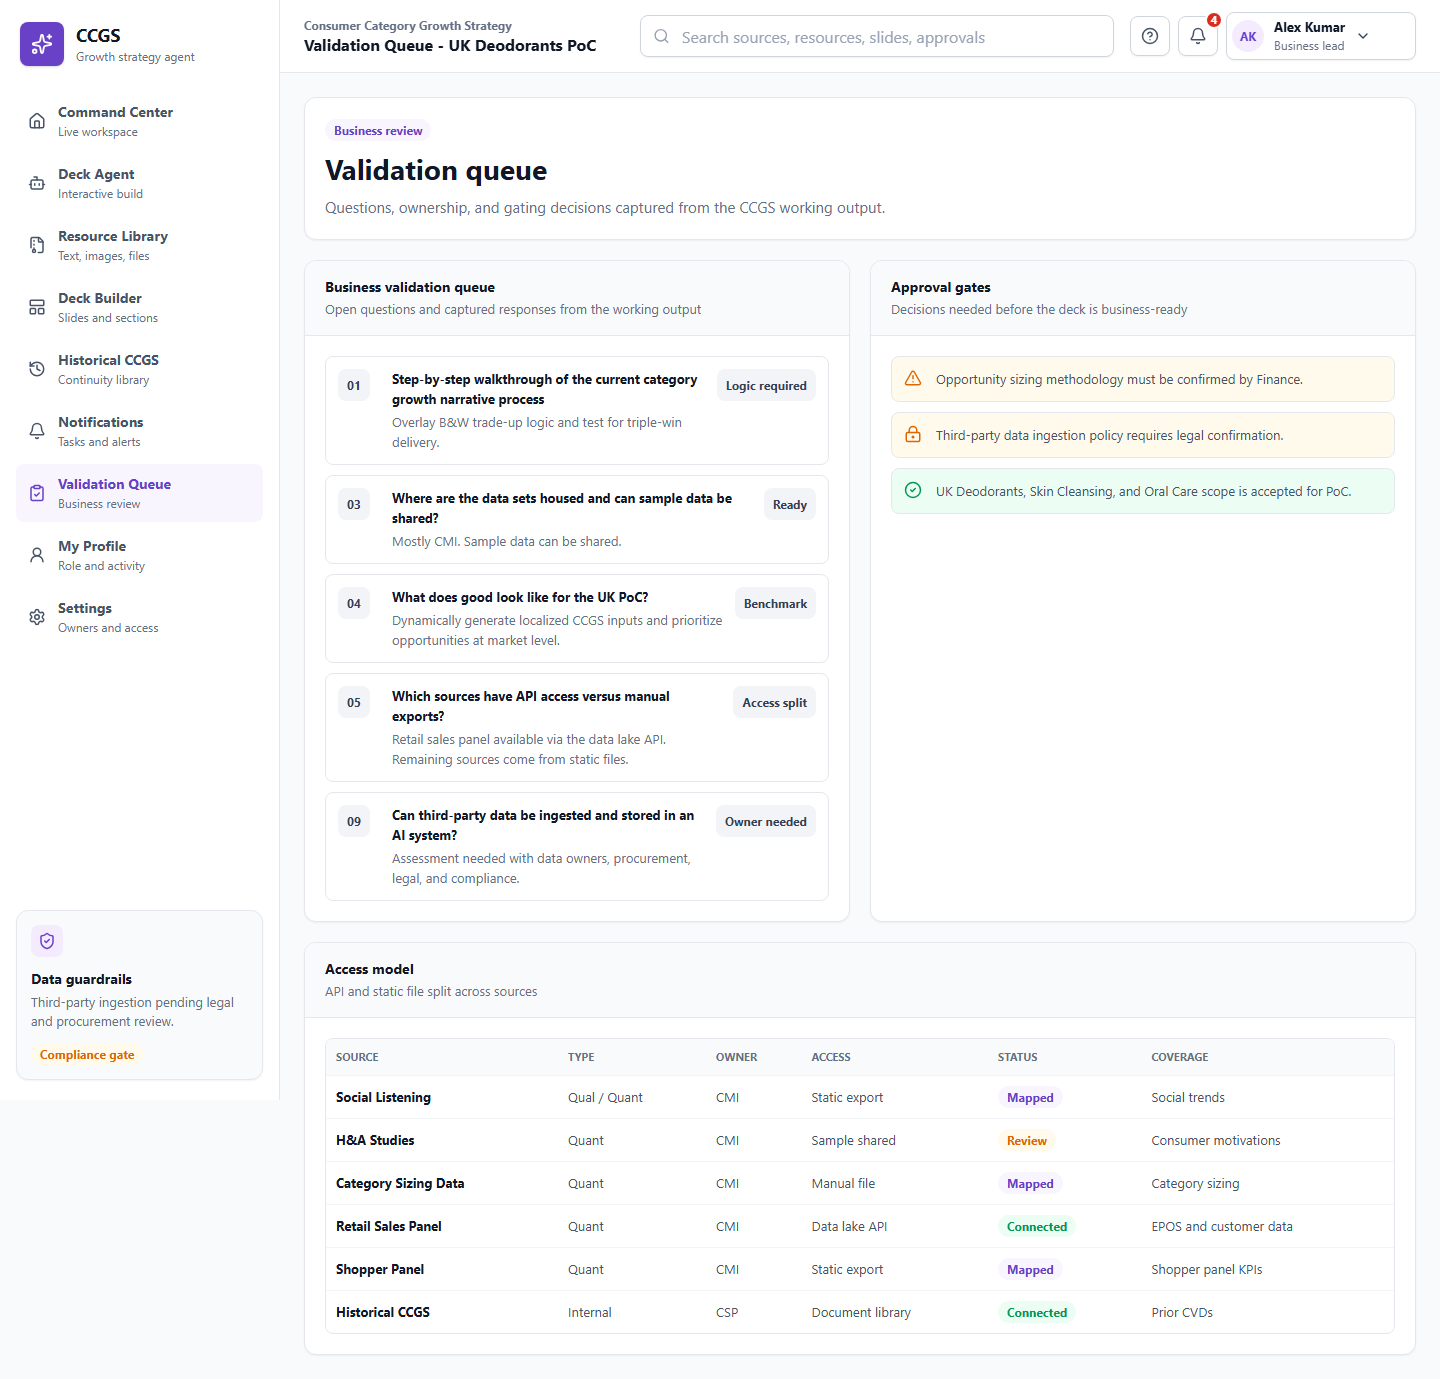 CCGS
Growth strategy agent
Command Center
Live workspace
Deck Agent
Interactive build
Resource Library
Text, images, files
Deck Builder
Slides and sections
Historical CCGS
Continuity library
Notifications
Tasks and alerts
Validation Queue
Business review
My Profile
Role and activity
Settings
Owners and access
Data guardrails
Third-party ingestion pending legal
and procurement review.
Compliance gate
Consumer Category Growth Strategy
Validation Queue - UK Deodorants PoC
Search sources, resources, slides, approvals
4
AK
Alex Kumar
Business lead
Business review
Validation queue
Questions, ownership, and gating decisions captured from the CCGS working output.
Business validation queue
Open questions and captured responses from the working output
01
Step-by-step walkthrough of the current category
growth narrative process
Overlay B&W trade-up logic and test for triple-win
delivery.
Logic required
03
Where are the data sets housed and can sample data be
shared?
Mostly CMI. Sample data can be shared.
Ready
04
What does good look like for the UK PoC?
Dynamically generate localized CCGS inputs and prioritize
opportunities at market level.
Benchmark
05
Which sources have API access versus manual
exports?
Retail sales panel available via the data lake API.
Remaining sources come from static files.
Access split
09
Can third-party data be ingested and stored in an
AI system?
Assessment needed with data owners, procurement,
legal, and compliance.
Owner needed
Approval gates
Decisions needed before the deck is business-ready
Opportunity sizing methodology must be confirmed by Finance.
Third-party data ingestion policy requires legal confirmation.
UK Deodorants, Skin Cleansing, and Oral Care scope is accepted for PoC.
Access model
API and static file split across sources
SOURCE TYPE OWNER ACCESS STATUS COVERAGE
Social Listening Qual / Quant CMI Static export Mapped Social trends
H&A Studies Quant CMI Sample shared Review Consumer motivations
Category Sizing Data Quant CMI Manual file Mapped Category sizing
Retail Sales Panel Quant CMI Data lake API Connected EPOS and customer data
Shopper Panel Quant CMI Static export Mapped Shopper panel KPIs
Historical CCGS Internal CSP Document library Connected Prior CVDs